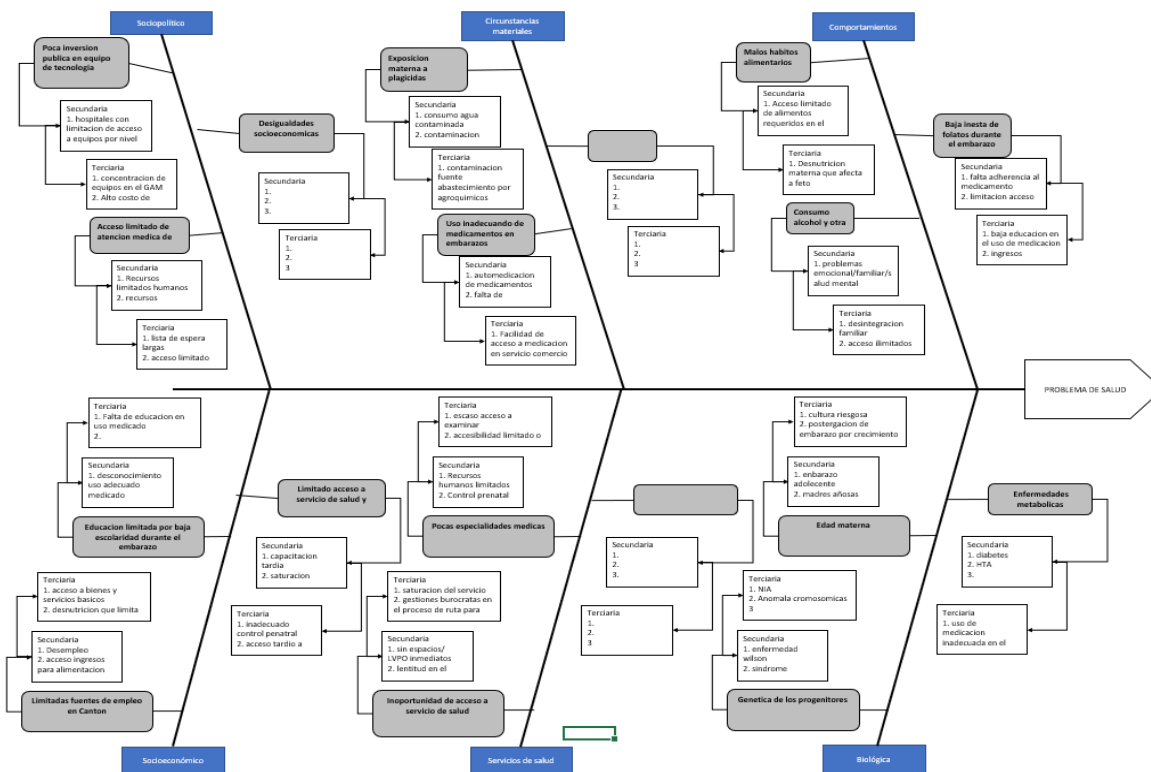 Sociopolítico
Poca inversion
publica en equipo
de tecnologia
Secundaria
1. hospitales con
limitacion de acceso
a equipos por nivel
Terciaria
1. concentracion de
equipos en el GAM
2. Alto costo de
Desigualdades
socioeconomicas
Secundaria
1.
2.
3.
Terciaria
1.
2.
3
Acceso limitado de
atencion medica de
Secundaria
1. Recursos
limitados humanos
2. recursos
Terciaria
1. lista de espera
largas
2. acceso limitado
Circunstancias
materiales
Exposicion
materna a
plagicidas
Secundaria
1. consumo agua
contaminada
2. contaminacion
Terciaria
1. contaminacion
fuente
abastecimiento por
agroquimicos
Secundaria
1.
2.
3.
Terciaria
1.
2.
3
Uso inadecuando de
medicamentos en
embarazos
Secundaria
1. automedicacion
de medicamentos
2. falta de
Terciaria
1. Facilidad de
acceso a medicacion
en servicio comercio
Comportamientos
Malos habitos
alimentarios
Secundaria
1. Acceso limitado
de alimentos
requeridos en el
Terciaria
1. Desnutricion
materna que afecta
a feto
Baja inesta de
folatos durante
el embarazo
Secundaria
1. falta adherencia al
medicamento
2. limitacion acceso
Terciaria
1. baja educacion en
el uso de medicacion
2. ingresos
Consumo
alcohol y otra
Secundaria
1. problemas
emocional/familiar/s
alud mental
Terciaria
1. desintegracion
familiar
2. acceso ilimitados
PROBLEMA DE SALUD
Terciaria
1. Falta de educacion en
uso medicado
2.
Secundaria
1. desconocimiento
uso adecuado
medicado
Educacion limitada por baja
escolaridad durante el
embarazo
Limitado acceso a
servicio de salud y
Secundaria
1. capacitacion
tardia
2. saturacion
Terciaria
1. inadecuado
control penatral
2. acceso tardio a
Terciaria
1. acceso a bienes y
servicios basicos
2. desnutricion que limita
Secundaria
1. Desempleo
2. acceso ingresos
para alimentacion
Limitadas fuentes de empleo
en Canton
Socioeconómico
Terciaria
1. escaso acceso a
examinar
2. accesibilidad limitado o
Secundaria
1. Recursos
humanos limitados
2. Control prenatal
Pocas especialidades medicas
Secundaria
1.
2.
3.
Terciaria
1.
2.
3
Terciaria
1. saturacion del servicio
2. gestiones burocratas en
el proceso de ruta para
Secundaria
1. sin espacios/
LVPO inmediatos
2. lentitud en el
Inoportunidad de acceso a
servicio de salud
Servicios de salud
Terciaria
1. cultura riesgosa
2. postergacion de
embarazo por crecimiento
Secundaria
1. enbarazo
adolecente
2. madres añosas
Edad materna
Enfermedades
metabolicas
Secundaria
1. diabetes
2. HTA
3.
Terciaria
1. uso de
medicacion
inadecuada en el
Terciaria
1. NIA
2. Anomala cromosomicas
3
Secundaria
1. enfermedad
wilson
2. sindrome
Genetica de los progenitores
Biológica